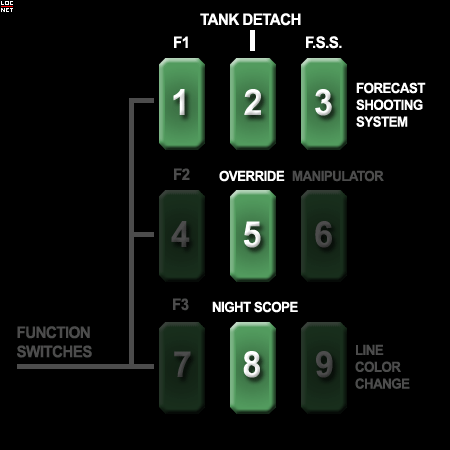 LOC
NET
TANK DETACH
F1
F.S.S.
1
2
3
FORECAST
SHOOTING
SYSTEM
F2
OVERRIDE
MANIPULATOR
4
5
6
F3
NIGHT SCOPE
FUNCTION
SWITCHES
7
8
9
LINE
COLOR
CHANGE